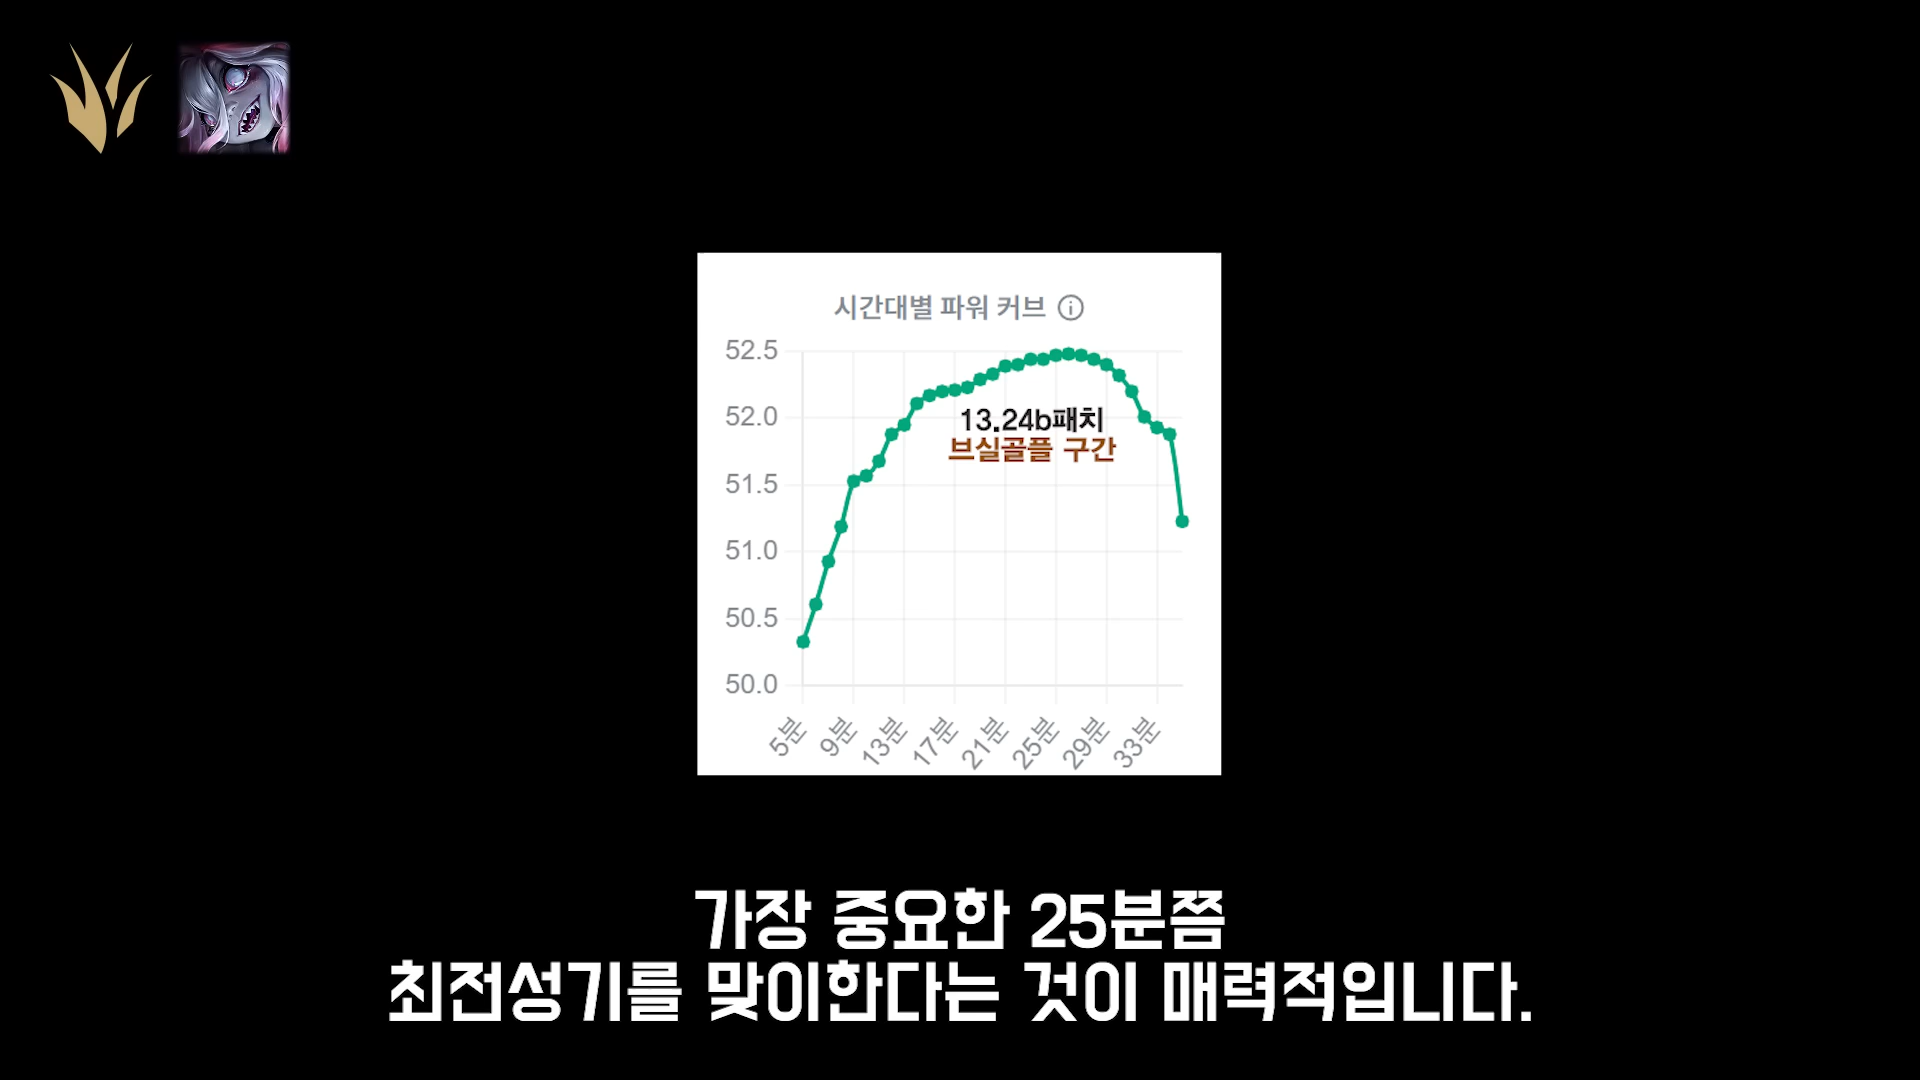 시간대별 파워 커브
52.5
52.0
51.5
51.0
50.5
50.0
13.24b패치
브실골플 구간
5분
9분
13분
17분
21분
25분
29분
33분
가장 중요한 25분쯤
최전성기를 맞이한다는 것이 매력적입니다.